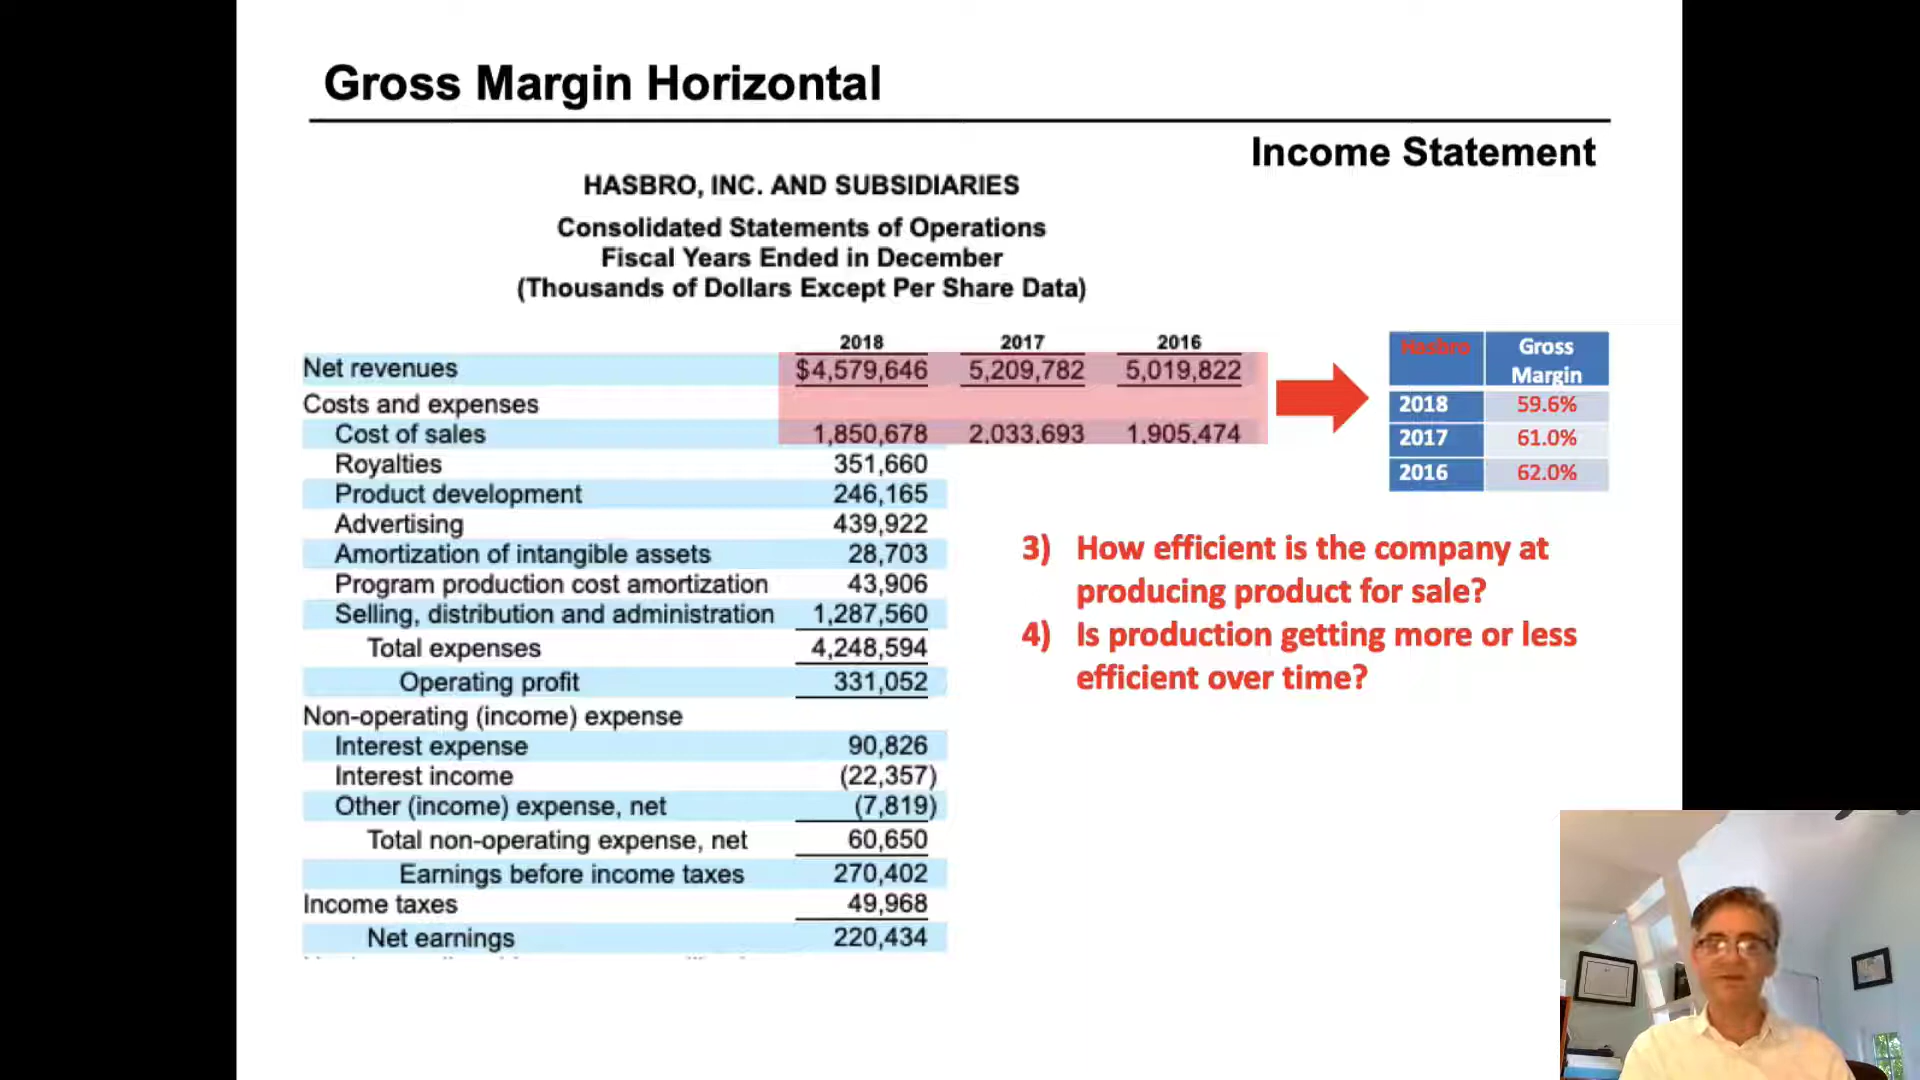 Gross Margin Horizontal
Income Statement
HASBRO, INC. AND SUBSIDIARIES
Consolidated Statements of Operations
Fiscal Years Ended in December
(Thousands of Dollars Except Per Share Data)
2018 2017 2016
Net revenues $4,579,646 5,209,782 5,019,822
Costs and expenses
Cost of sales 1,850,678 2,033,693 1,905,474
Royalties 351,660
Product development 246,165
Advertising 439,922
Amortization of intangible assets 28,703
Program production cost amortization 43,906
Selling, distribution and administration 1,287,560
Total expenses 4,248,594
Operating profit 331,052
Non-operating (income) expense
Interest expense 90,826
Interest income (22,357)
Other (income) expense, net (7,819)
Total non-operating expense, net 60,650
Earnings before income taxes 270,402
Income taxes 49,968
Net earnings 220,434
Hasbro Gross
Margin
2018 59.6%
2017 61.0%
2016 62.0%
3) How efficient is the company at
producing product for sale?
4) Is production getting more or less
efficient over time?